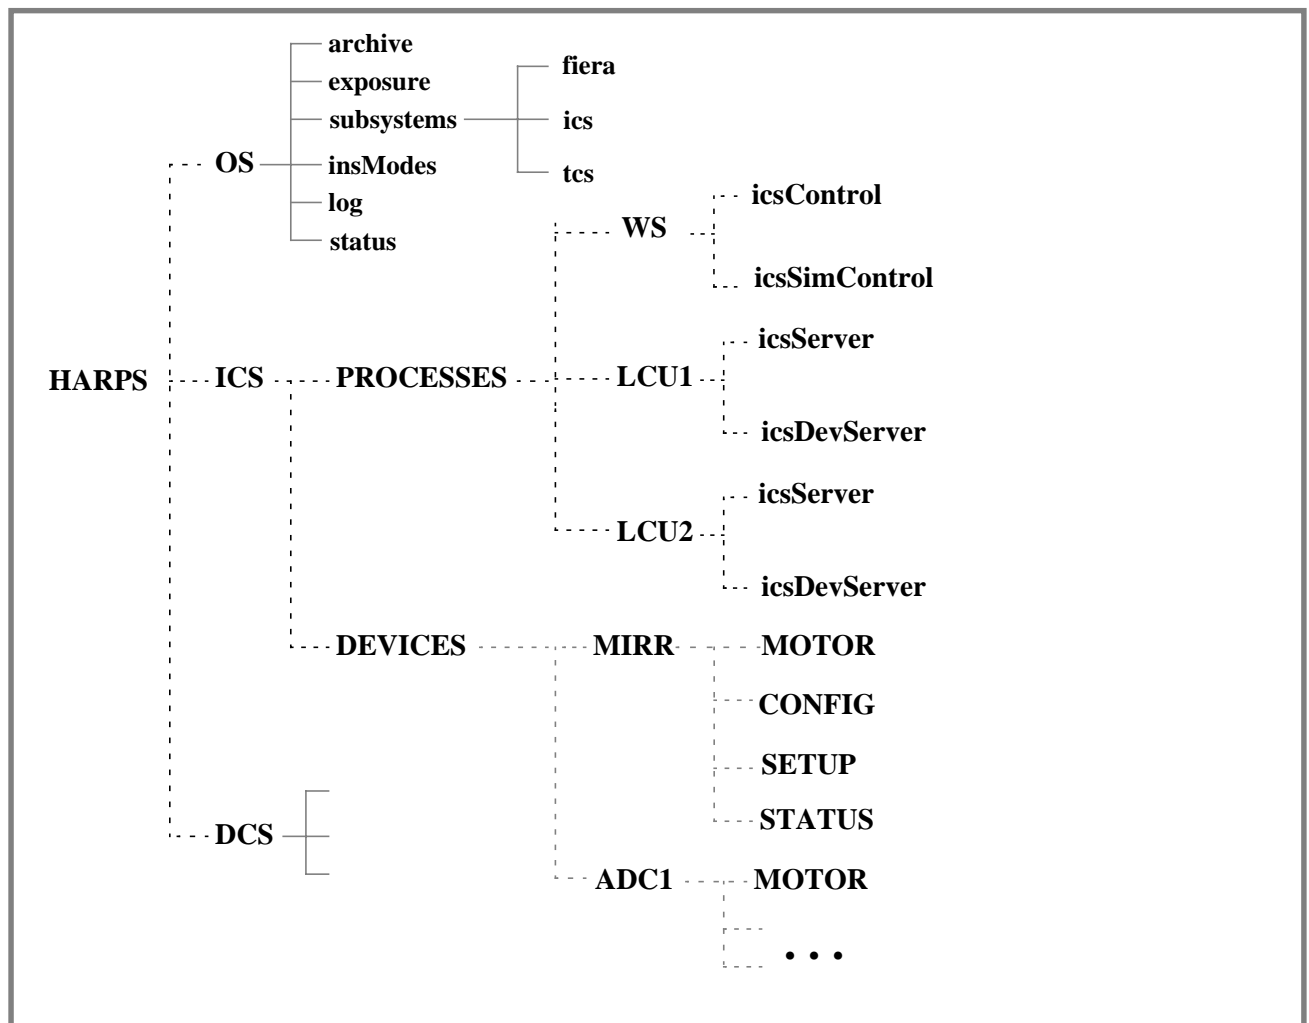 archive
exposure
subsystems
fiera
ics
tcs
OS
insModes
log
status
WS
icsControl
icsSimControl
HARPS
ICS
PROCESSES
LCU1
icsServer
icsDevServer
LCU2
icsServer
icsDevServer
DEVICES
MIRR
MOTOR
CONFIG
SETUP
STATUS
DCS
ADC1
MOTOR
• • •